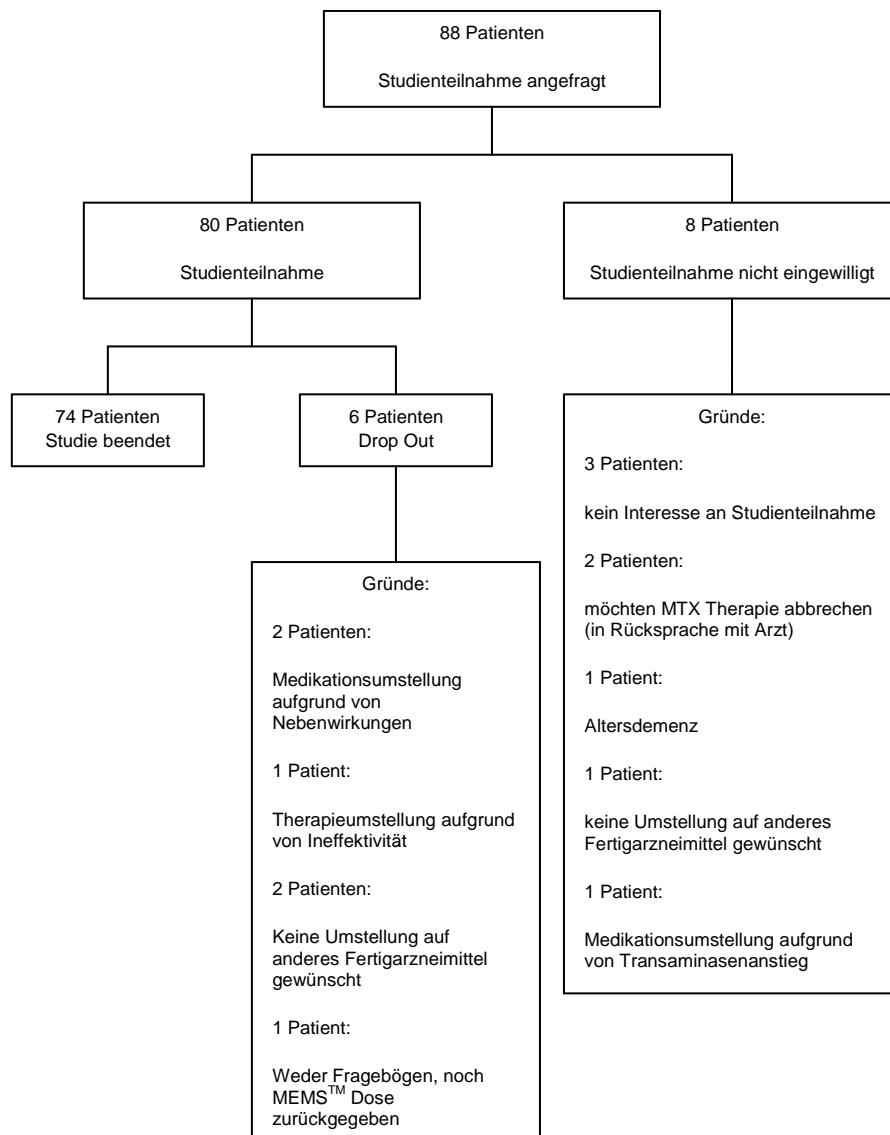 88 Patienten
Studienteilnahme angefragt
80 Patienten
Studienteilnahme
8 Patienten
Studienteilnahme nicht eingewilligt
74 Patienten
Studie beendet
6 Patienten
Drop Out
Gründe:
2 Patienten:
Medikationsumstellung
aufgrund von
Nebenwirkungen
1 Patient:
Therapieumstellung aufgrund
von Ineffektivität
2 Patienten:
Keine Umstellung auf
anderes Fertigarzneimittel
gewünscht
1 Patient:
Weder Fragebögen, noch
MEMS™ Dose
zurückgegeben
Gründe:
3 Patienten:
kein Interesse an Studienteilnahme
2 Patienten:
möchten MTX Therapie abbrechen
(in Rücksprache mit Arzt)
1 Patient:
Altersdemenz
1 Patient:
keine Umstellung auf anderes
Fertigarzneimittel gewünscht
1 Patient:
Medikationsumstellung aufgrund
von Transaminasenanstieg